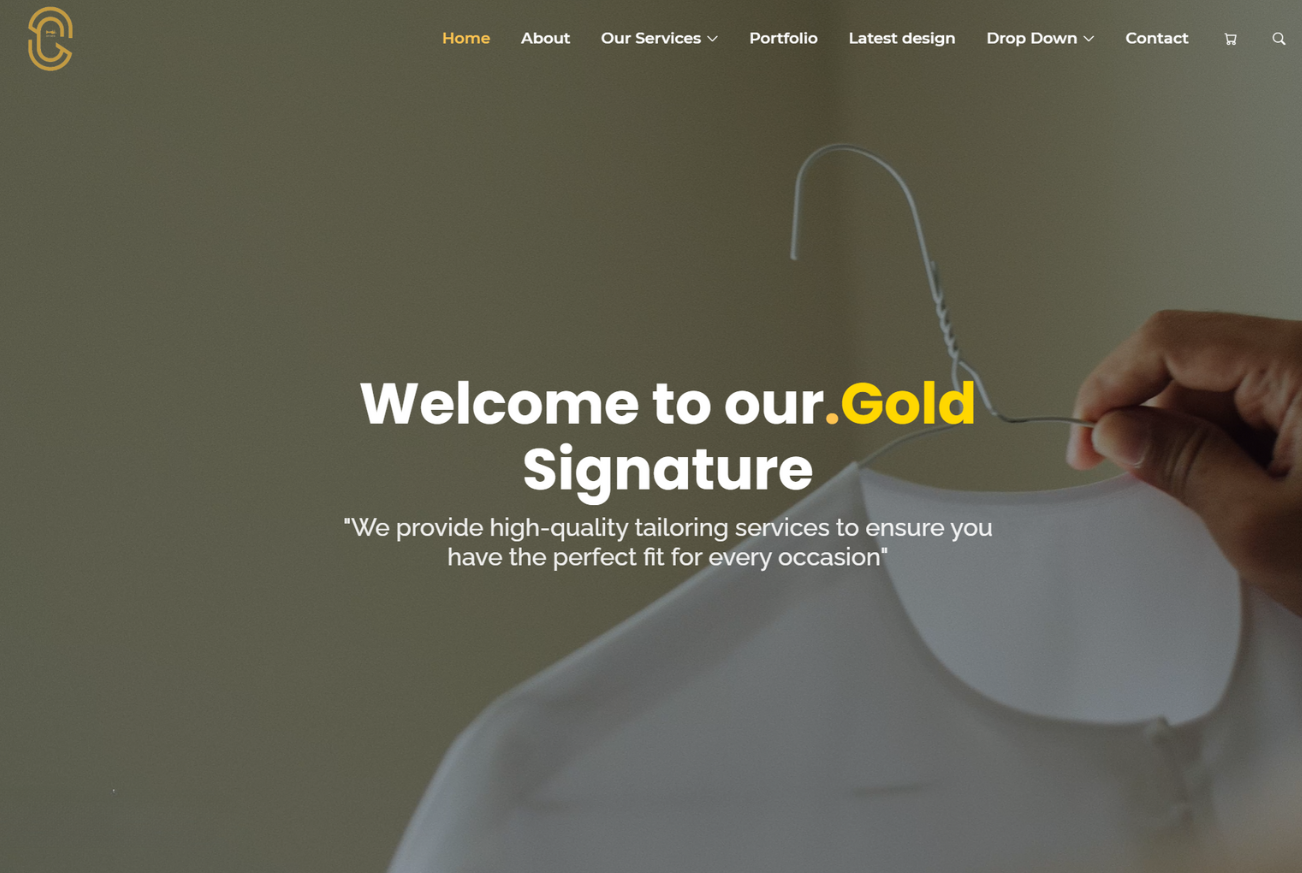 Home About Our Services Portfolio Latest design Drop Down Contact
Welcome to our.Gold
Signature
"We provide high-quality tailoring services to ensure you
have the perfect fit for every occasion"